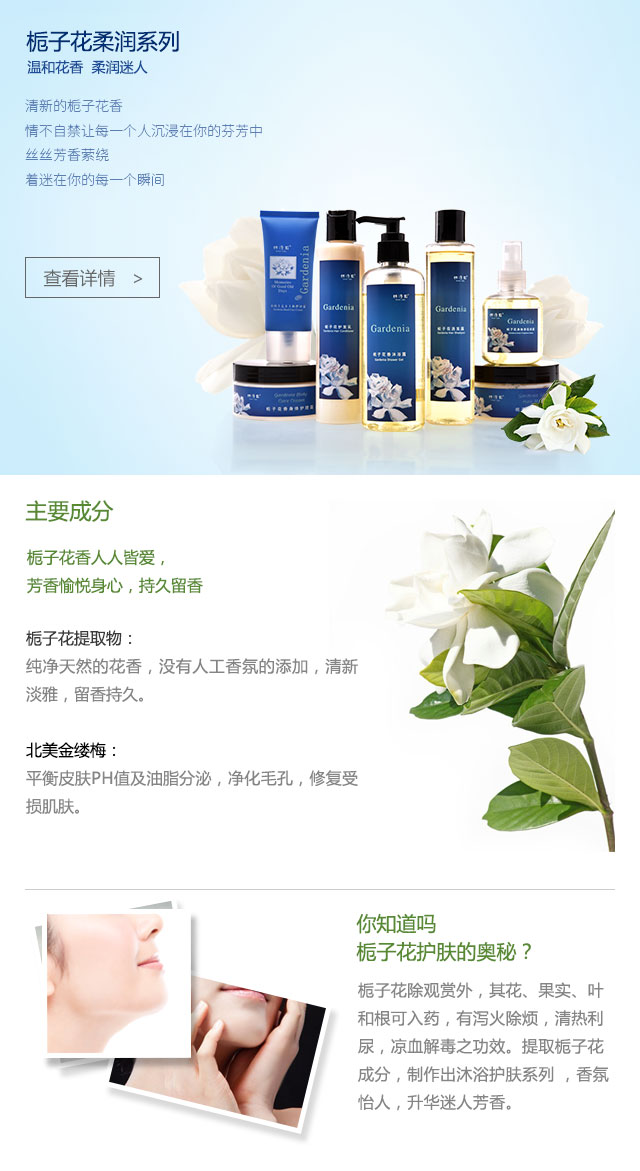 栀子花柔润系列
温和花香 柔润迷人
清新的栀子花香
情不自禁让每一个人沉浸在你的芬芳中
丝丝芳香萦绕
着迷在你的每一个瞬间
查看详情 >
Gardenia
Gardenia
Gardenia
Gardenia
Gardenia
栀子花香沐浴露
Gardenia Shower Gel
主要成分
栀子花香人人皆爱，
芳香愉悦身心，持久留香
栀子花提取物：
纯净天然的花香，没有人工香氛的添加，清新
淡雅，留香持久。
北美金缕梅：
平衡皮肤PH值及油脂分泌，净化毛孔，修复受
损肌肤。
你知道吗
栀子花护肤的奥秘？
栀子花除观赏外，其花、果实、叶
和根可入药，有泻火除烦，清热利
尿，凉血解毒之功效。提取栀子花
成分，制作出沐浴护肤系列 ，香氛
怡人，升华迷人芳香。